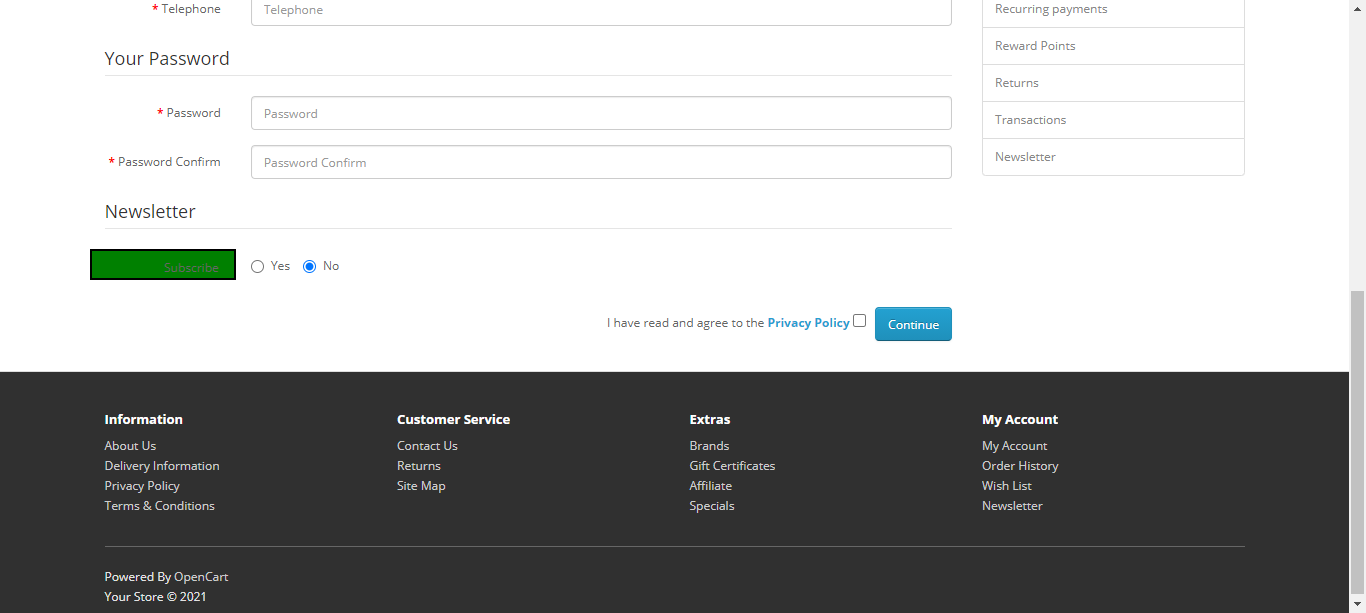 * Telephone
Telephone
Your Password
* Password
Password
* Password Confirm
Password Confirm
Newsletter
Subscribe
Yes
No
I have read and agree to the Privacy Policy
Continue
Recurring payments
Reward Points
Returns
Transactions
Newsletter
Information
About Us
Delivery Information
Privacy Policy
Terms & Conditions
Customer Service
Contact Us
Returns
Site Map
Extras
Brands
Gift Certificates
Affiliate
Specials
My Account
My Account
Order History
Wish List
Newsletter
Powered By OpenCart
Your Store © 2021